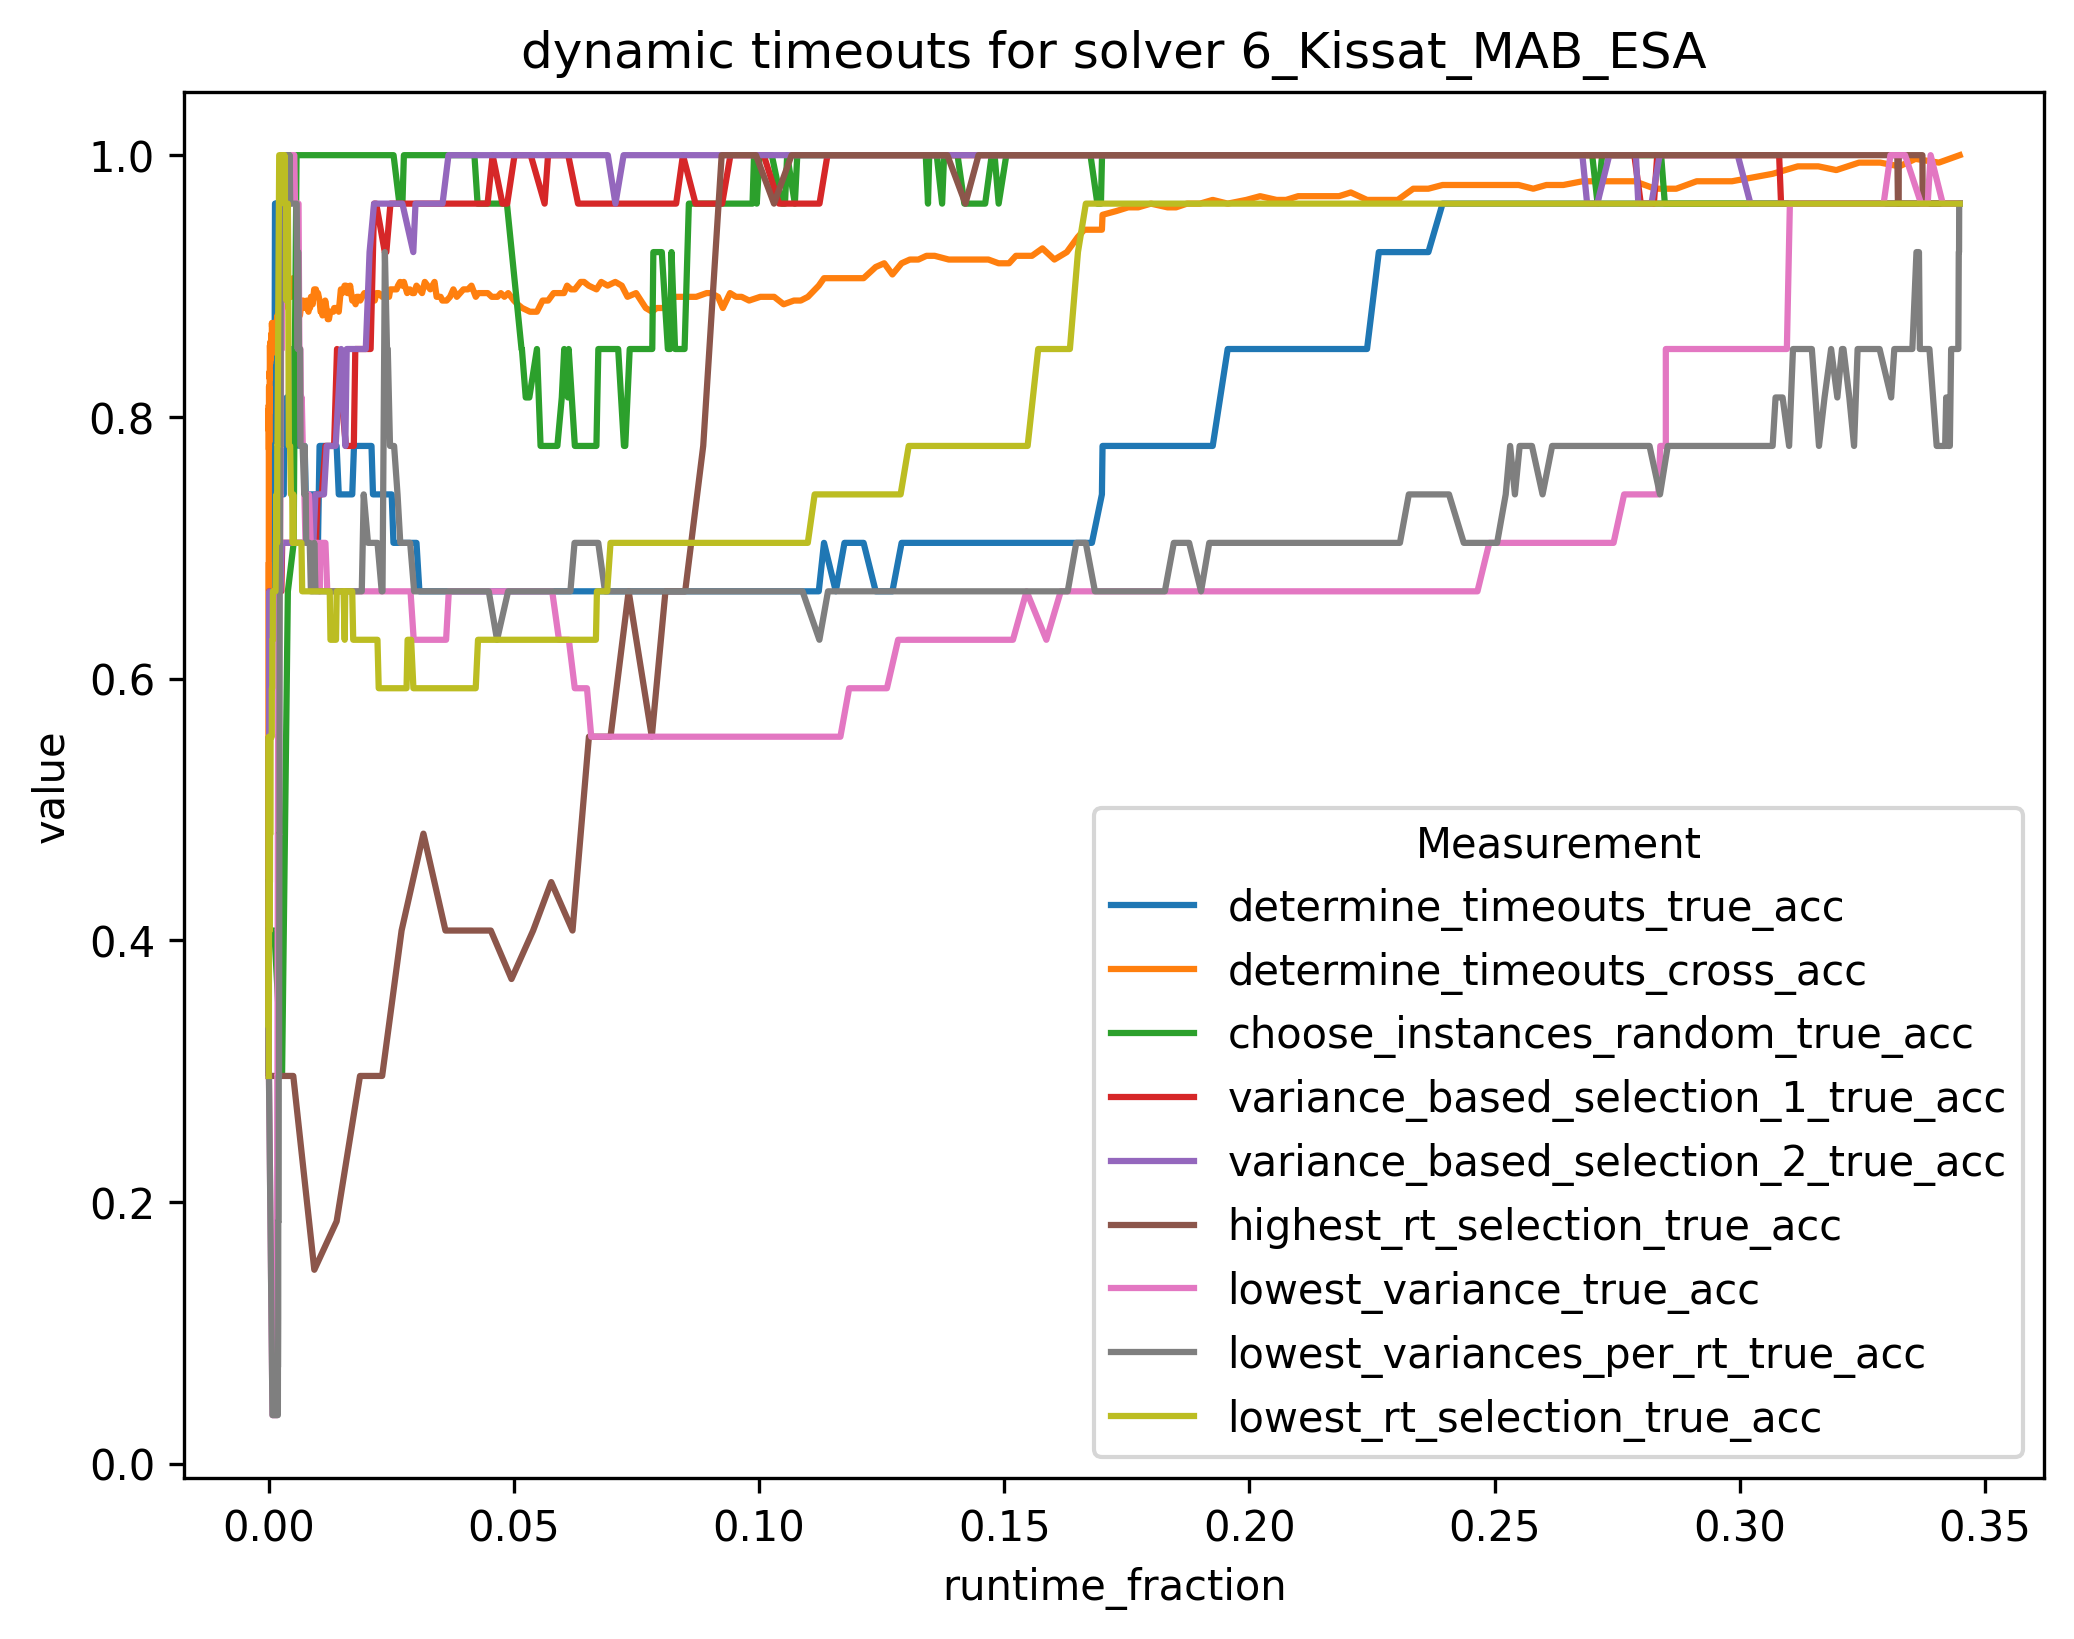 dynamic timeouts for solver 6_Kissat_MAB_ESA
1.0
0.8
0.6
0.4
0.2
0.0
value
Measurement
determine_timeouts_true_acc
determine_timeouts_cross_acc
choose_instances_random_true_acc
variance_based_selection_1_true_acc
variance_based_selection_2_true_acc
highest_rt_selection_true_acc
lowest_variance_true_acc
lowest_variances_per_rt_true_acc
lowest_rt_selection_true_acc
0.00 0.05 0.10 0.15 0.20 0.25 0.30 0.35
runtime_fraction